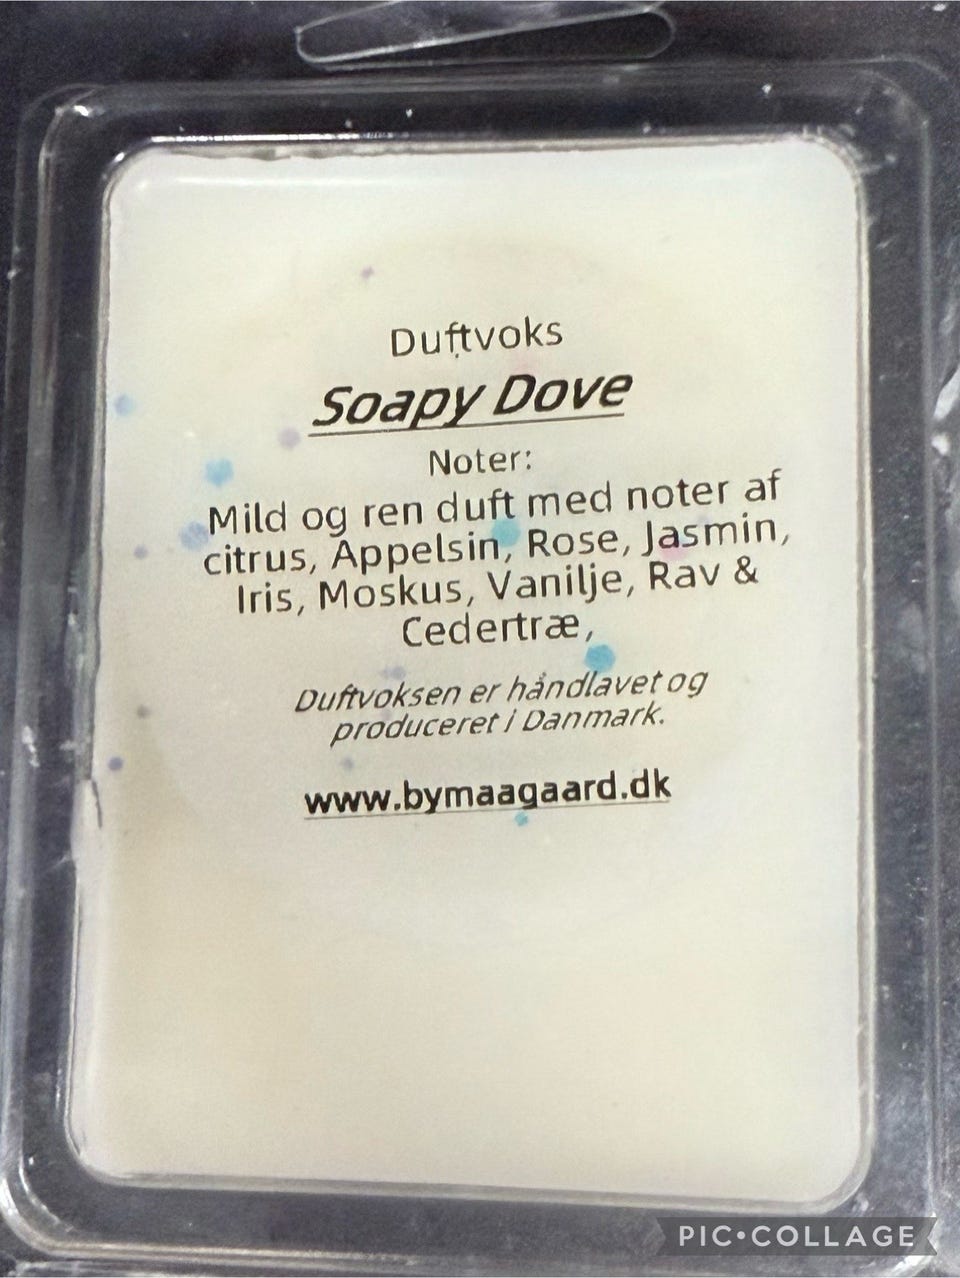 Duftvoks
Soapy Dove
Noter:
Mild og ren duft med noter af
citrus, Appelsin, Rose, Jasmin,
Iris, Moskus, Vanilje, Rav &
Cedertræ,
Duftvoksen er håndlavet og
produceret i Danmark.
www.bymaagaard.dk
PIC•COLLAGE